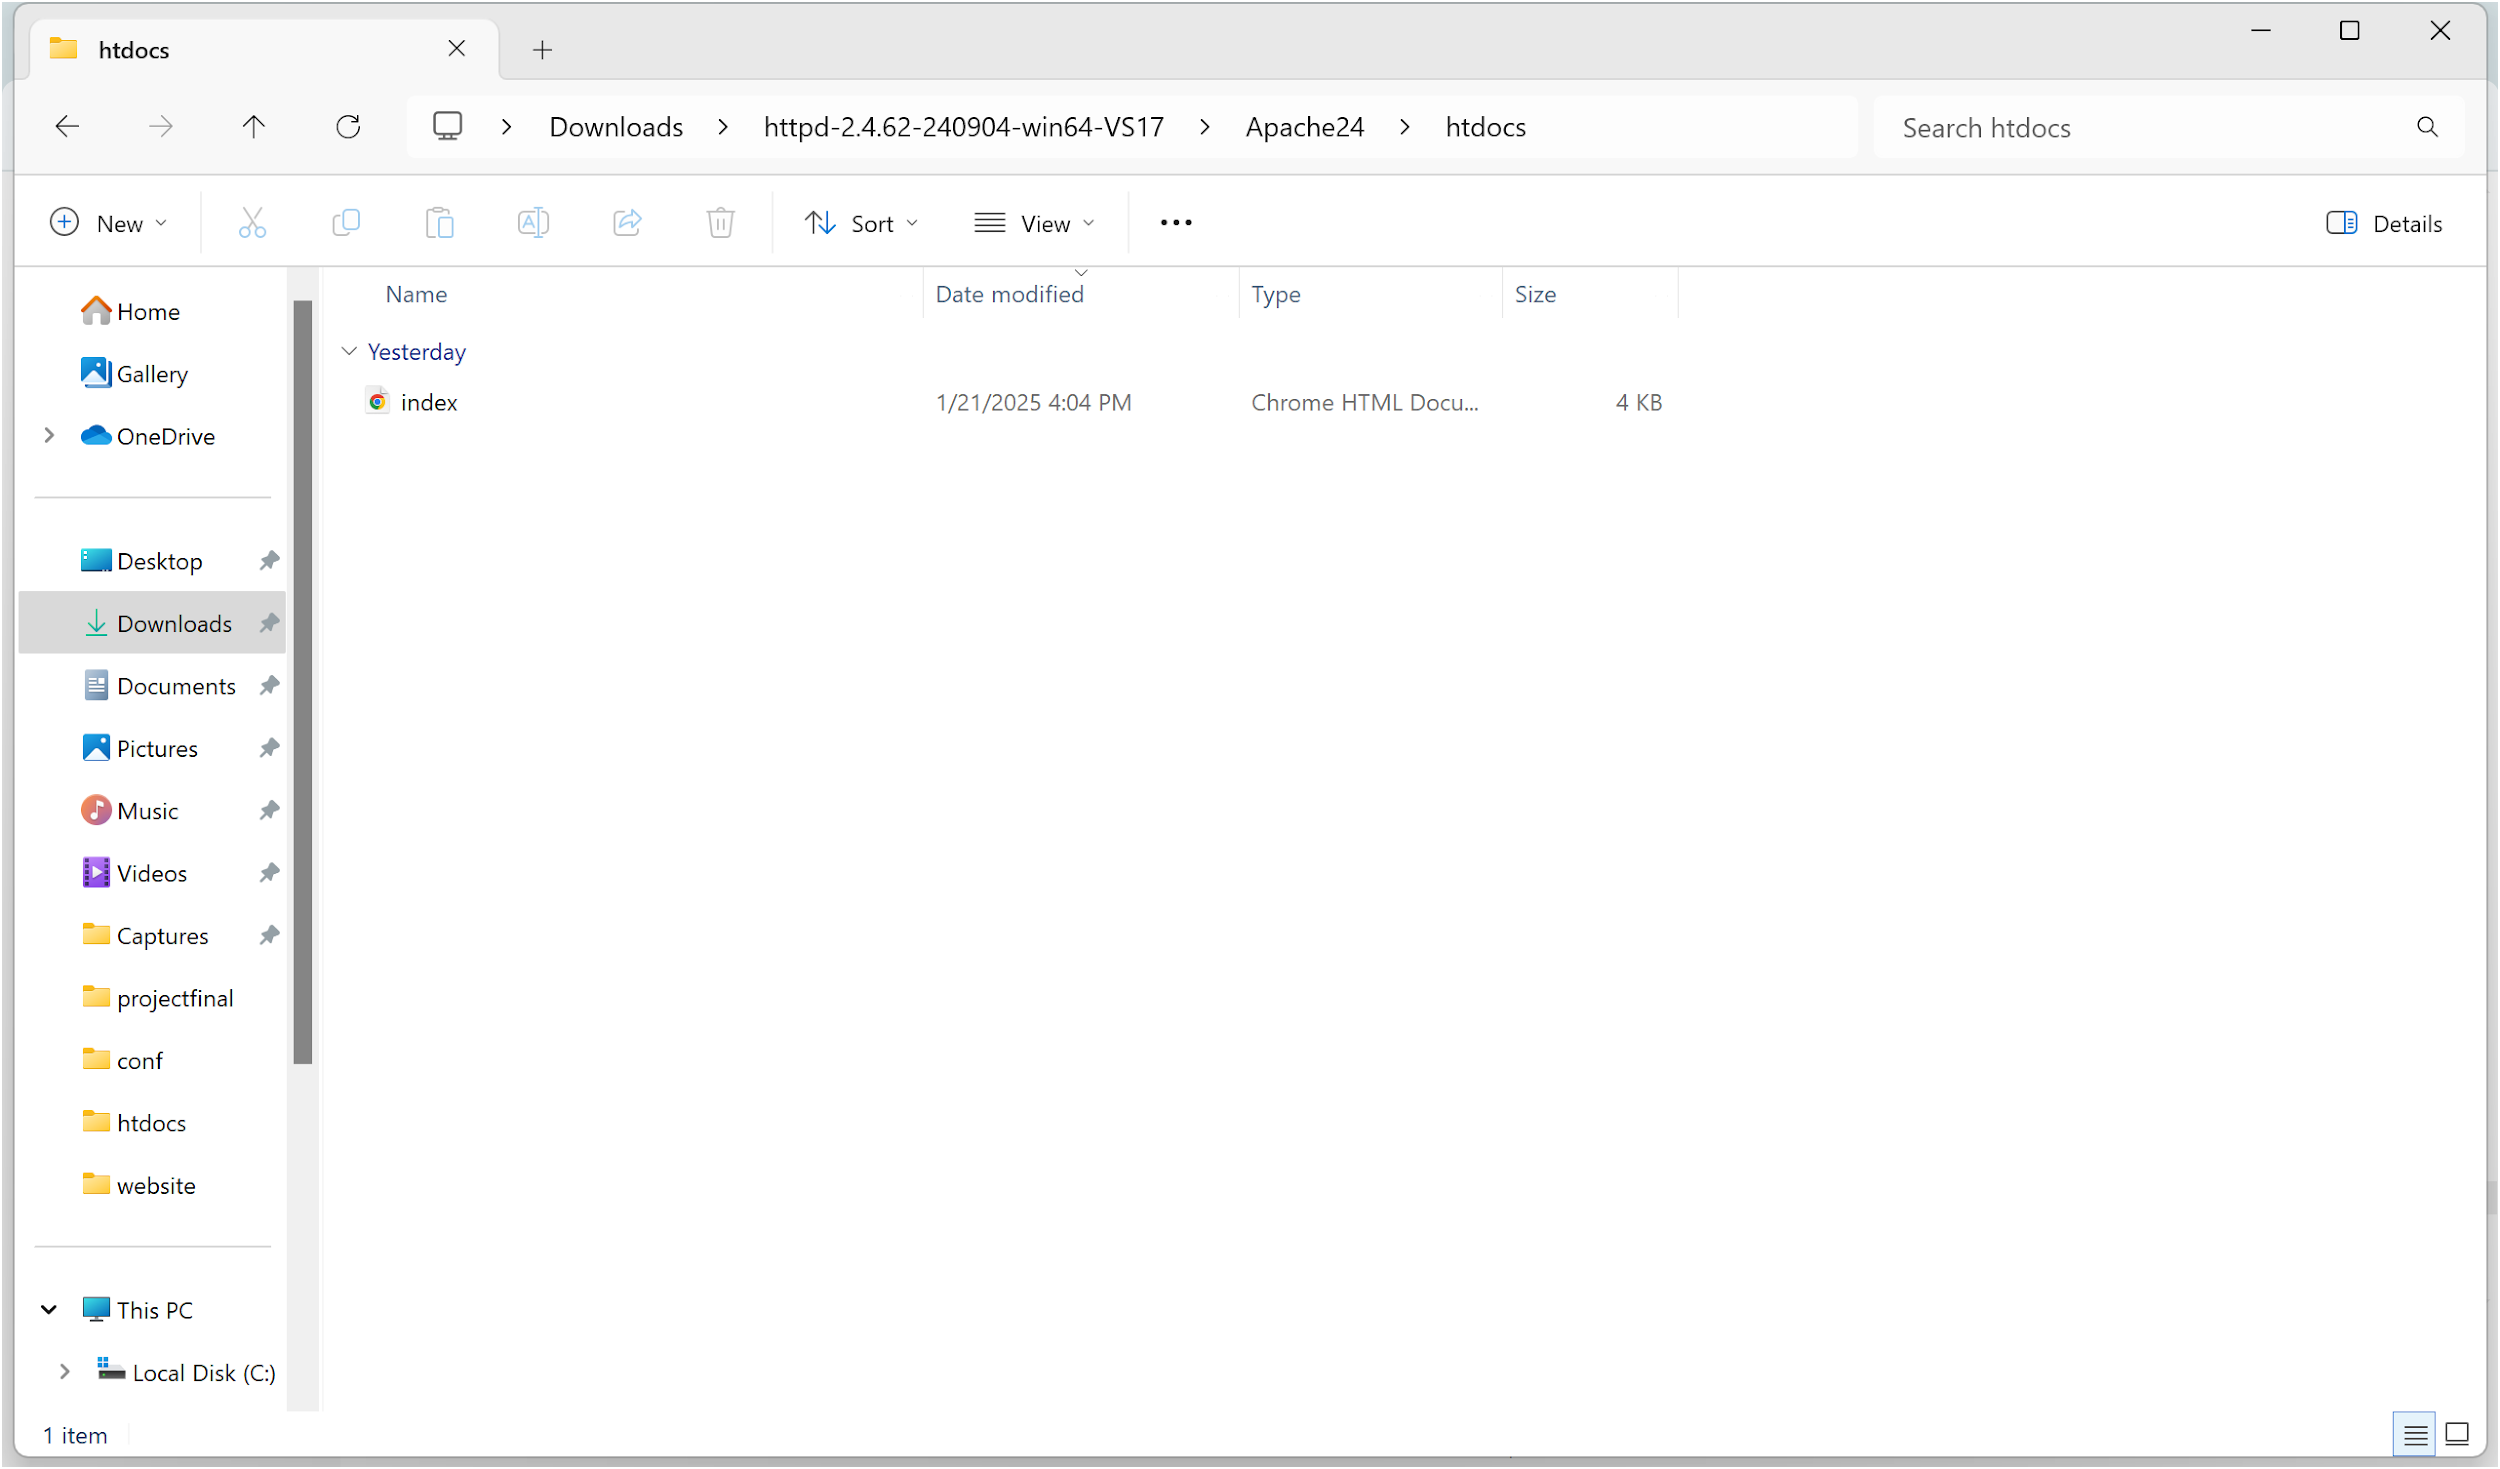 htdocs
Downloads > httpd-2.4.62-240904-win64-VS17 > Apache24 > htdocs
Search htdocs
New
Sort
View
Details
Home
Gallery
OneDrive
Desktop
Downloads
Documents
Pictures
Music
Videos
Captures
projectfinal
conf
htdocs
website
This PC
Local Disk (C:)
Name Date modified Type Size
Yesterday
index 1/21/2025 4:04 PM Chrome HTML Docu... 4 KB
1 item